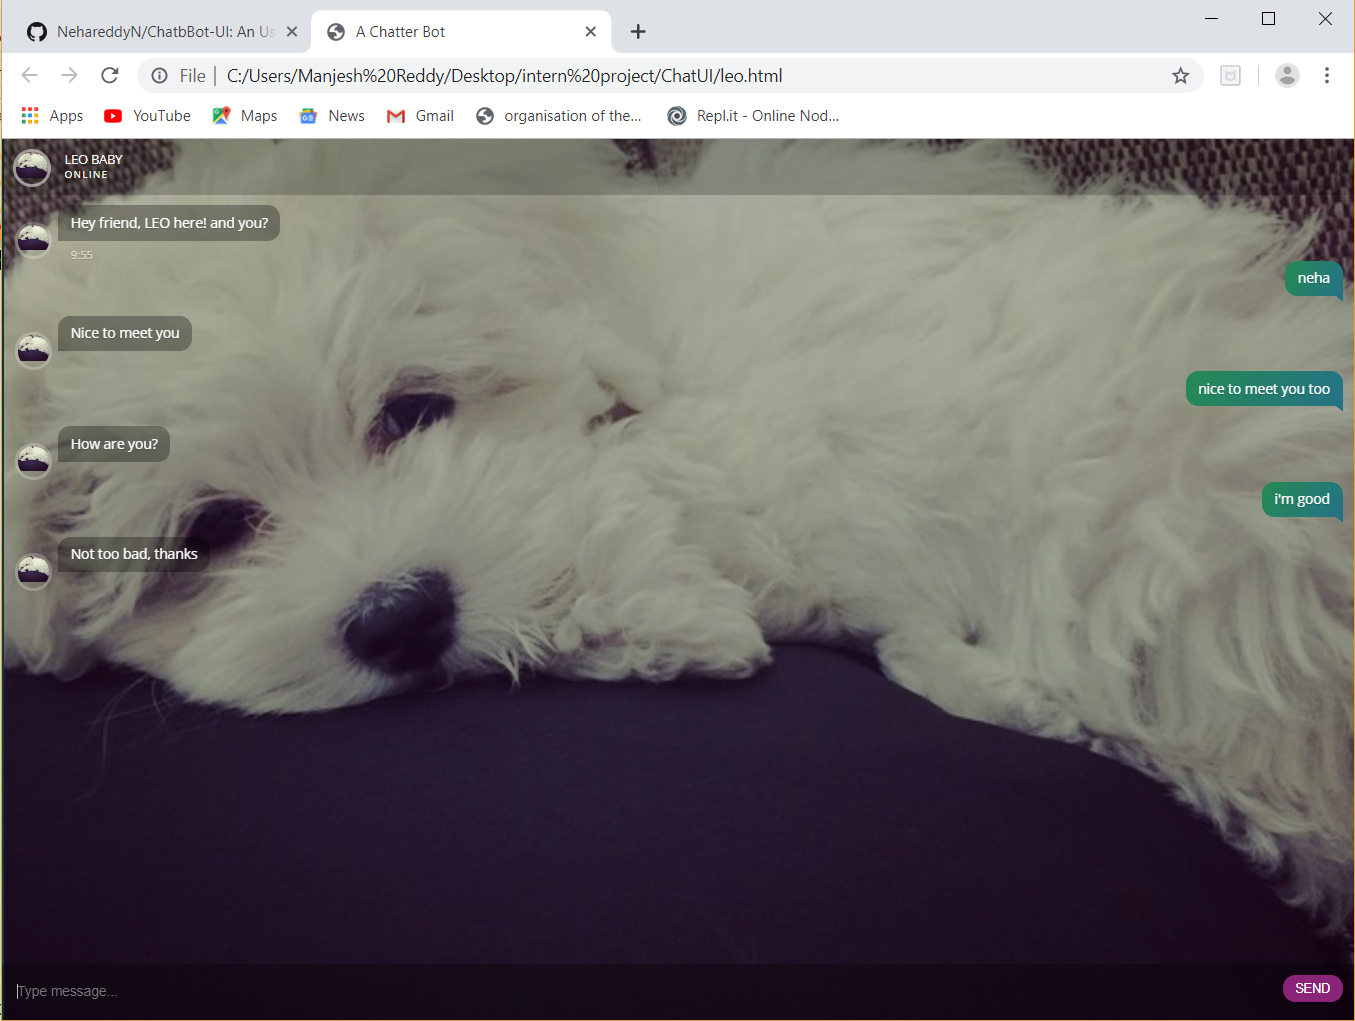 NehareddyN/ChatbBot-UI: An Us
A Chatter Bot
File | C:/Users/Manjesh%20Reddy/Desktop/intern%20project/ChatUI/leo.html
Apps YouTube Maps News Gmail organisation of the... Repl.it - Online Nod...
LEO BABY
ONLINE
Hey friend, LEO here! and you?
9:55
neha
Nice to meet you
nice to meet you too
How are you?
i'm good
Not too bad, thanks
Type message...
SEND